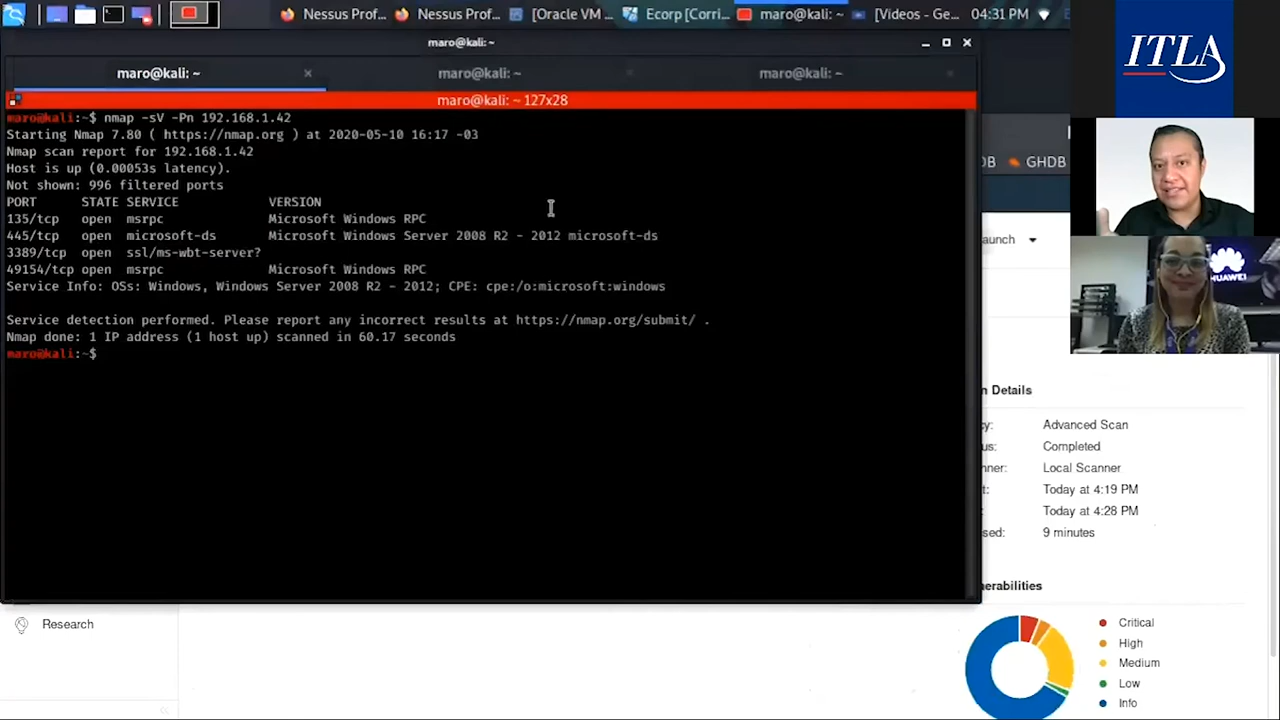 Nessus Prof...
Nessus Prof...
[Oracle VM ...
Ecorp [Corri...
maro@kali: ~
[Videos - Ge...
04:31 PM
maro@kali: ~
maro@kali: ~
maro@kali: ~
maro@kali: ~
maro@kali: ~ 127x28
maro@kali:~$ nmap -sV -Pn 192.168.1.42
Starting Nmap 7.80 ( https://nmap.org ) at 2020-05-10 16:17 -03
Nmap scan report for 192.168.1.42
Host is up (0.00053s latency).
Not shown: 996 filtered ports
PORT STATE SERVICE VERSION
135/tcp open msrpc Microsoft Windows RPC
445/tcp open microsoft-ds Microsoft Windows Server 2008 R2 - 2012 microsoft-ds
3389/tcp open ssl/ms-wbt-server?
49154/tcp open msrpc Microsoft Windows RPC
Service Info: OSs: Windows, Windows Server 2008 R2 - 2012; CPE: cpe:/o:microsoft:windows
Service detection performed. Please report any incorrect results at https://nmap.org/submit/ .
Nmap done: 1 IP address (1 host up) scanned in 60.17 seconds
maro@kali:~$
ITLA
DB
GHDB
HUAWEI
aunch
n Details
cy: Advanced Scan
us: Completed
nner: Local Scanner
t: Today at 4:19 PM
: Today at 4:28 PM
sed: 9 minutes
nerabilities
Critical
High
Medium
Low
Info
Research